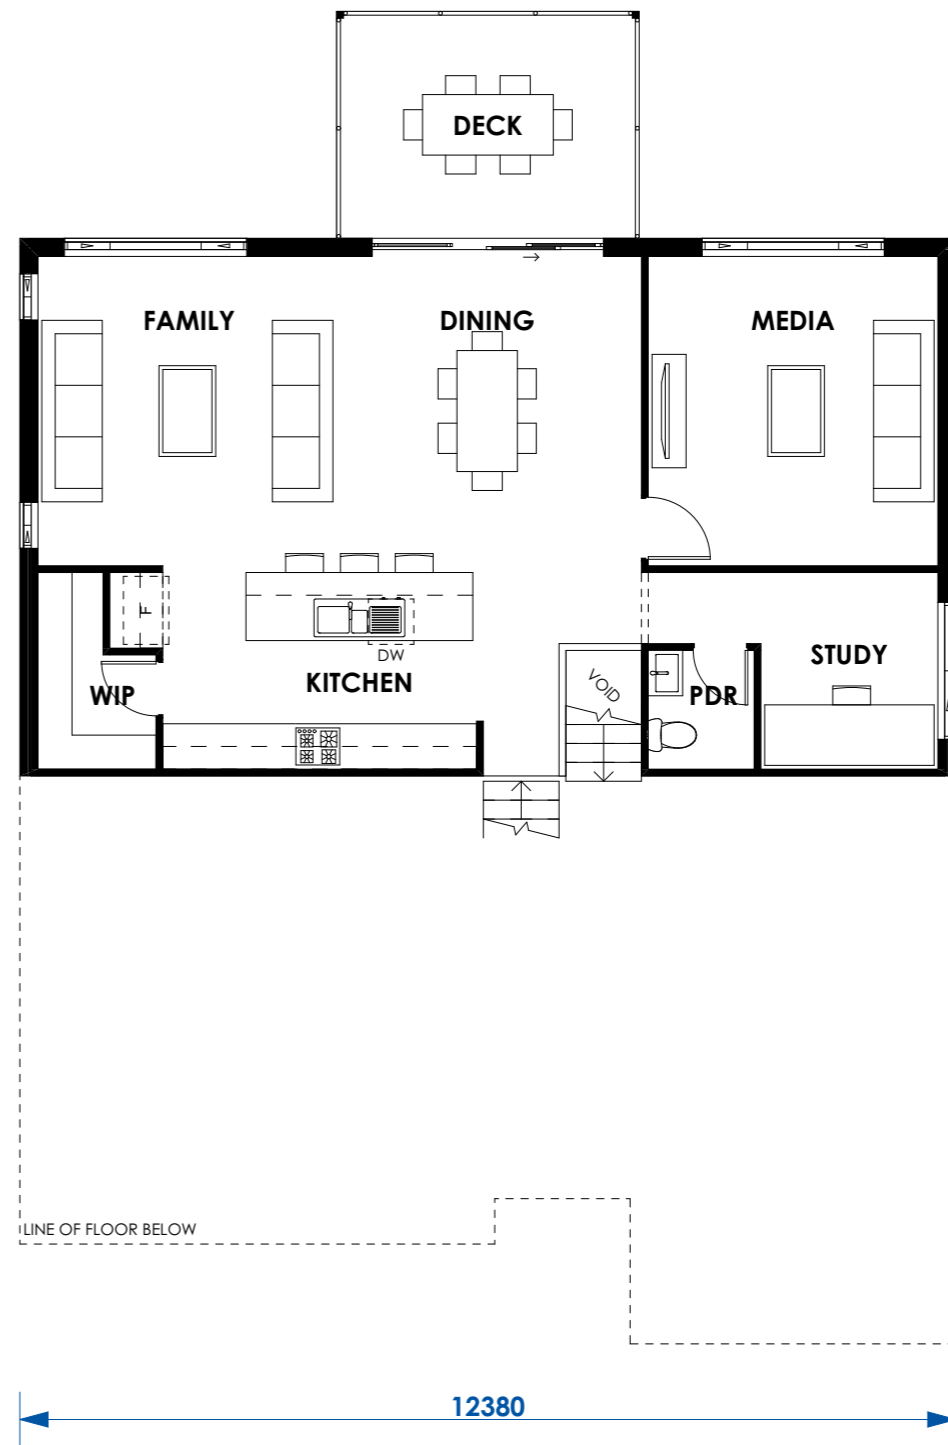 DECK
FAMILY
DINING
MEDIA
F
DW
KITCHEN
WIP
VOID
PDR
STUDY
LINE OF FLOOR BELOW
12380